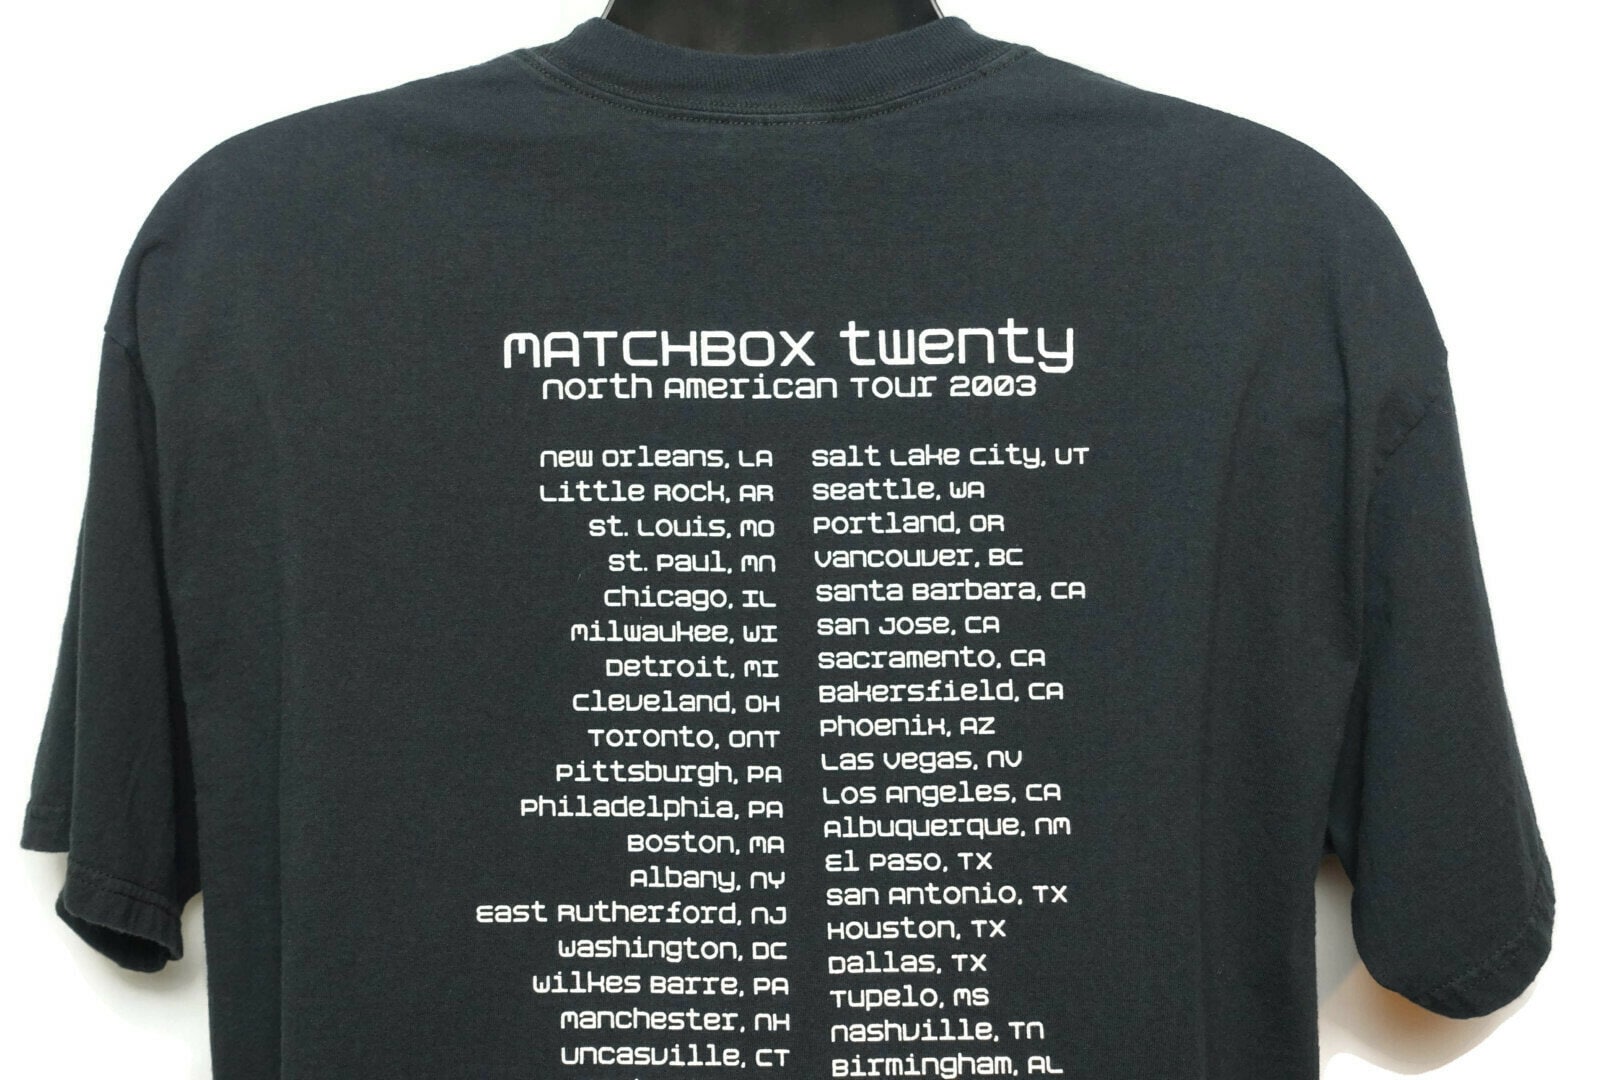 MATCHBOX twenty
north American Tour 2003
new orleans, LA
Little Rock, AR
St. Louis, MO
St. Paul, MN
Chicago, IL
Milwaukee, WI
Detroit, MI
Cleveland, OH
Toronto, ONT
Pittsburgh, PA
Philadelphia, PA
Boston, MA
Albany, NY
East Rutherford, NJ
Washington, DC
Wilkes Barre, PA
Manchester, NH
Uncasville, CT
Salt Lake City, UT
Seattle, WA
Portland, OR
Vancouver, BC
Santa Barbara, CA
San Jose, CA
Sacramento, CA
Bakersfield, CA
Phoenix, AZ
Las Vegas, NV
Los Angeles, CA
Albuquerque, NM
El Paso, TX
San Antonio, TX
Houston, TX
Dallas, TX
Tupelo, MS
Nashville, TN
Birmingham, AL